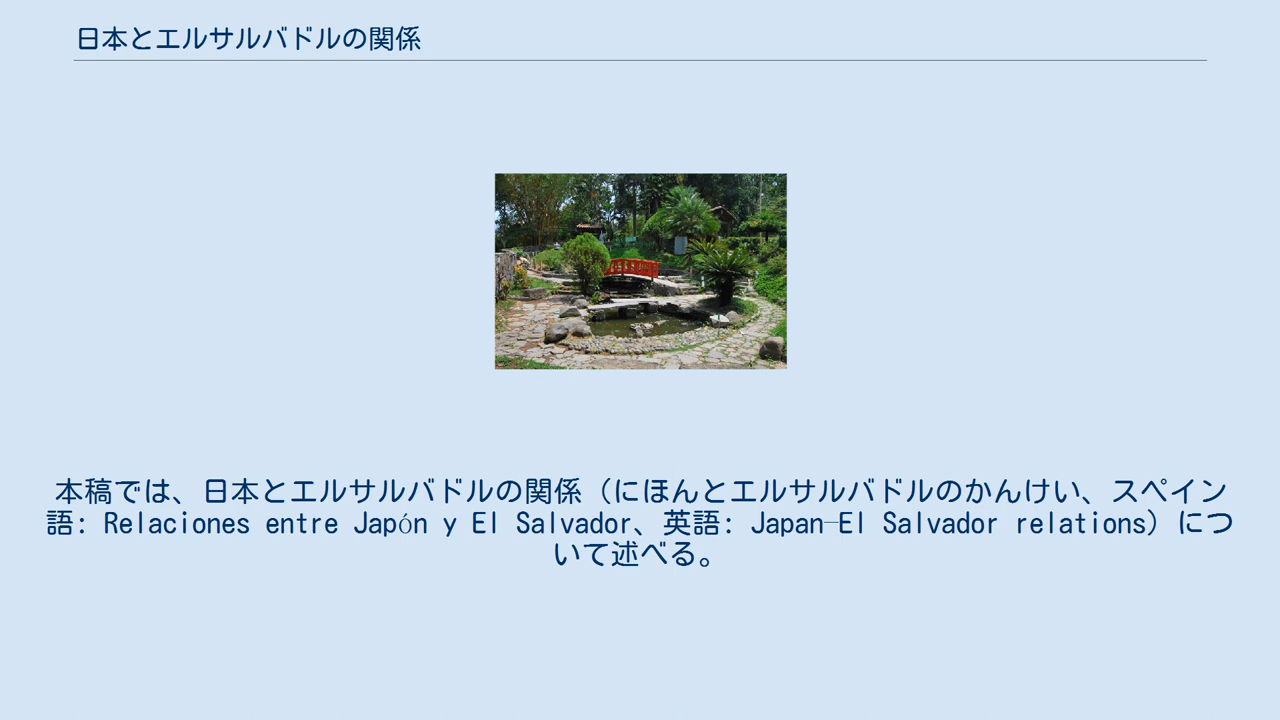 日本とエルサルバドルの関係
本稿では、日本とエルサルバドルの関係（にほんとエルサルバドルのかんけい、スペイン
語: Relaciones entre Japón y El Salvador、英語: Japan–El Salvador relations）につ
いて述べる。